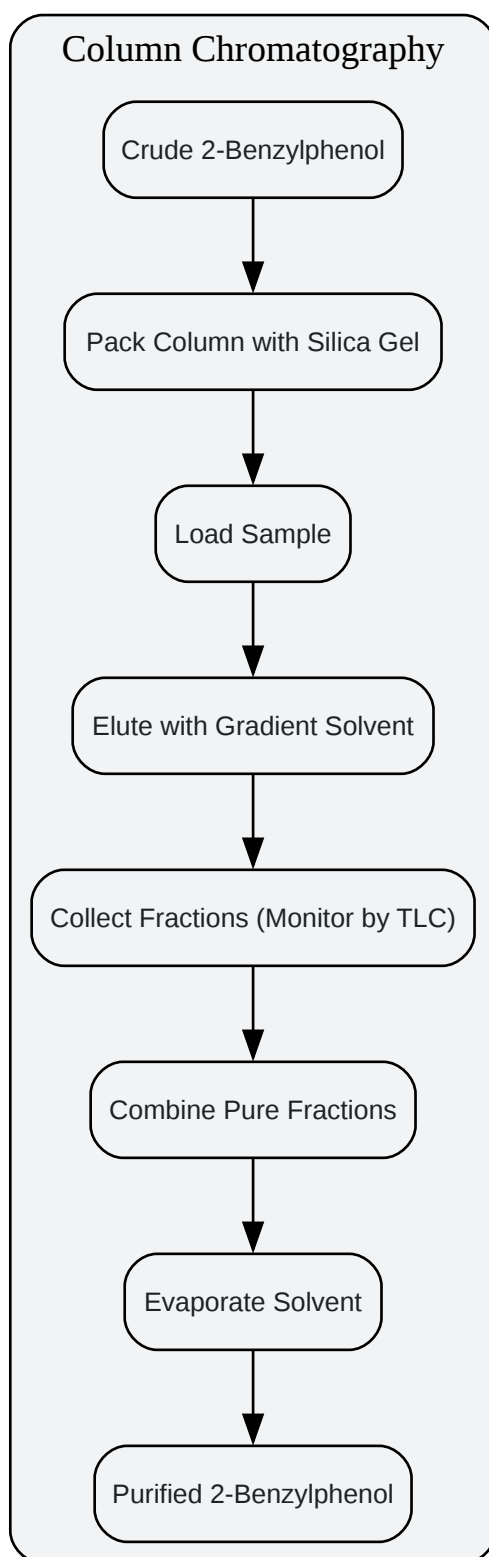 Column Chromatography
Crude 2-Benzylphenol
Pack Column with Silica Gel
Load Sample
Elute with Gradient Solvent
Collect Fractions (Monitor by TLC)
Combine Pure Fractions
Evaporate Solvent
Purified 2-Benzylphenol